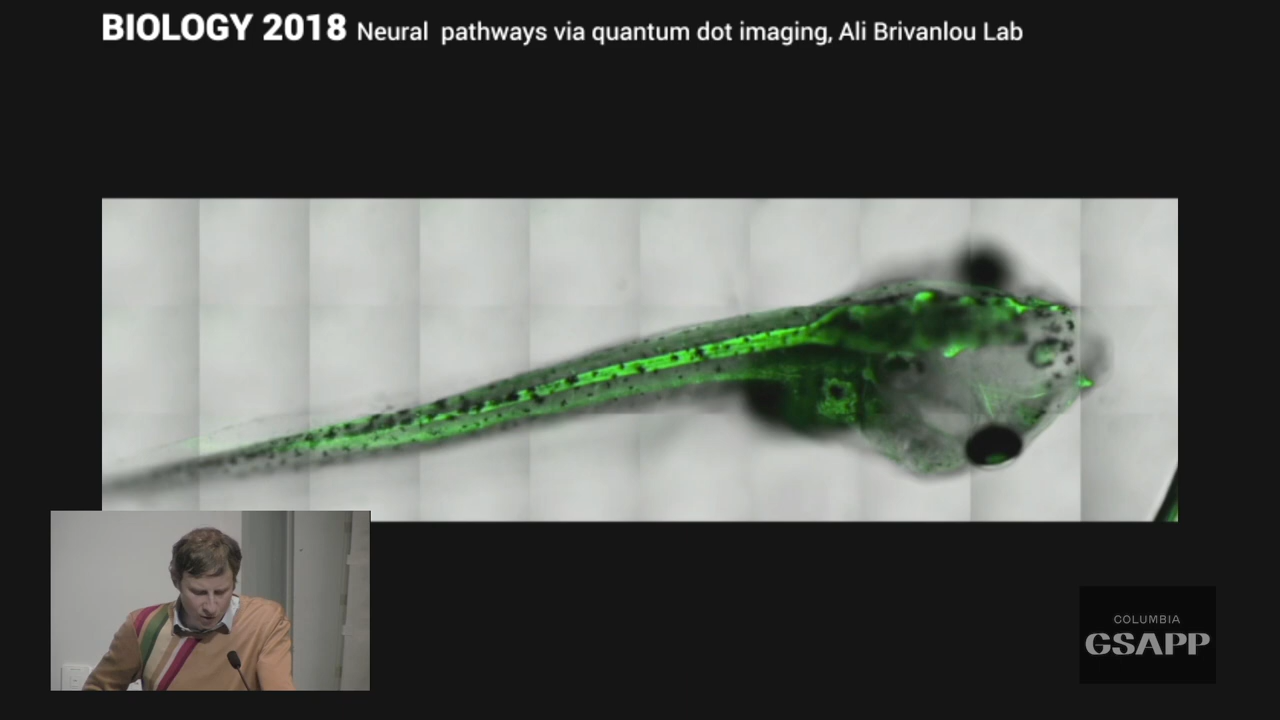 BIOLOGY 2018 Neural pathways via quantum dot imaging, Ali Brivanlou Lab
COLUMBIA
GSAPP